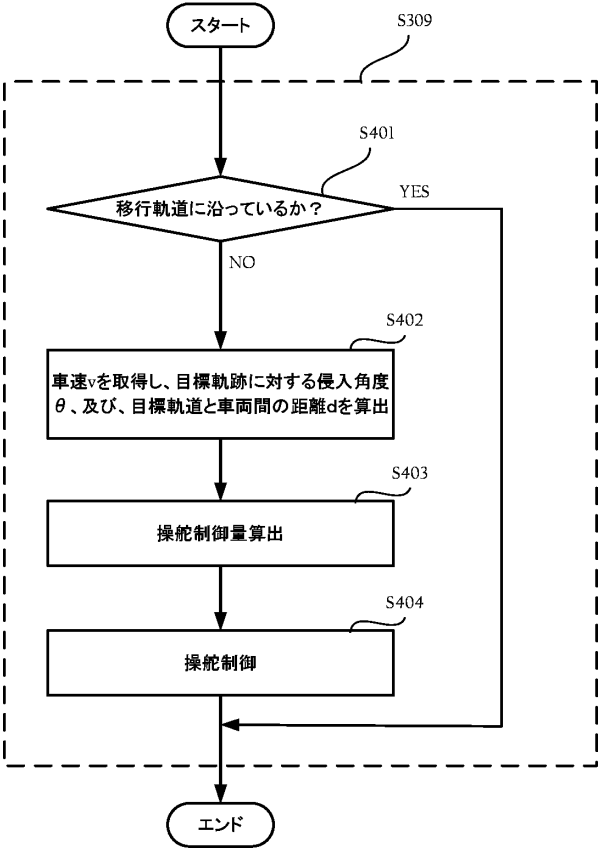 スタート
S309
S401
移行軌道に沿っているか？
YES
NO
S402
車速vを取得し、目標軌跡に対する侵入角度
θ、及び、目標軌道と車両間の距離dを算出
S403
操舵制御量算出
S404
操舵制御
エンド